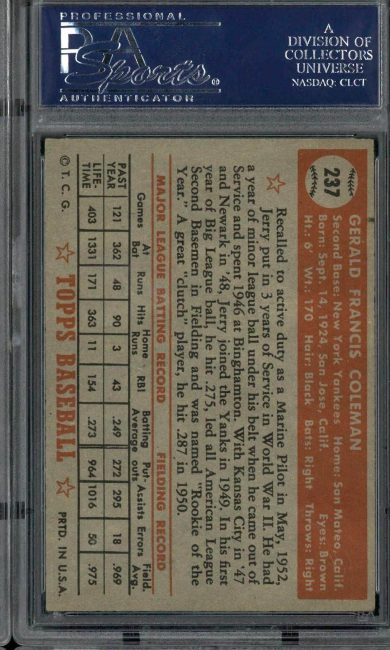 PROFESSIONAL
PSA
Sports
AUTHENTICATOR
A
DIVISION OF
COLLECTORS
UNIVERSE
NASDAQ: CLCT
237
GERALD FRANCIS COLEMAN
Second Base: New York Yankees Home: San Mateo, Calif.
Born: Sept. 14, 1924 San Jose, Calif. Eyes: Brown
Ht.: 6' Wt.: 170 Hair: Black Bats: Right Throws: Right
Recalled to active duty as a Marine Pilot in May, 1952,
Jerry put in 3 years of Service in World War II. He had
a year of minor league ball under his belt when he came out of
Service and spent 1946 at Binghamton. With Kansas City in '47
and Newark in '48, Jerry joined the Yanks in 1949. In his first
year of Big League ball, he hit .275, led all American League
Second Basemen in Fielding and was named "Rookie of the
Year." A great "clutch" player, he hit .287 in 1950.
MAJOR LEAGUE BATTING RECORD FIELDING RECORD
Games At Bat Runs Hits Home Runs RBI Batting Average Put-outs Assists Errors Field. Avg.
PAST YEAR 121 362 48 90 3 43 .249 272 295 18 .969
LIFE-TIME 403 1331 171 363 11 154 .273 964 1016 50 .975
© T. C. G. TOPPS BASEBALL PRTD. IN U.S.A.